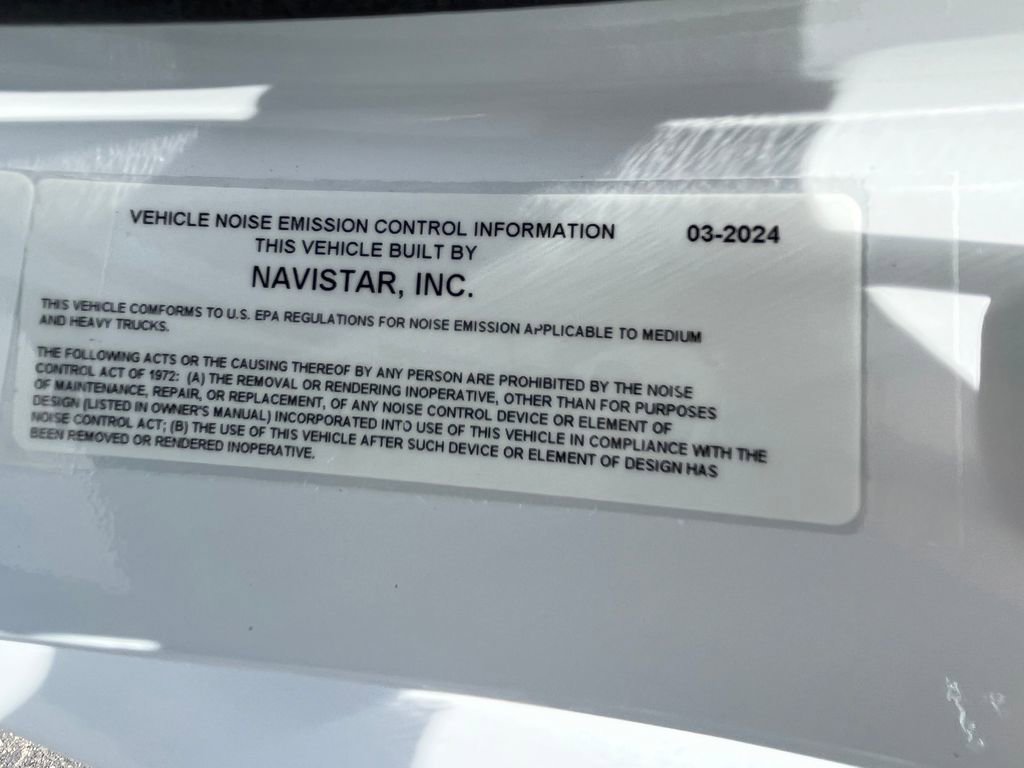 VEHICLE NOISE EMISSION CONTROL INFORMATION 03-2024
THIS VEHICLE BUILT BY
NAVISTAR, INC.
THIS VEHICLE COMFORMS TO U.S. EPA REGULATIONS FOR NOISE EMISSION APPLICABLE TO MEDIUM
AND HEAVY TRUCKS.
THE FOLLOWING ACTS OR THE CAUSING THEREOF BY ANY PERSON ARE PROHIBITED BY THE NOISE
CONTROL ACT OF 1972: (A) THE REMOVAL OR RENDERING INOPERATIVE, OTHER THAN FOR PURPOSES
OF MAINTENANCE, REPAIR, OR REPLACEMENT, OF ANY NOISE CONTROL DEVICE OR ELEMENT OF
DESIGN (LISTED IN OWNER'S MANUAL) INCORPORATED INTO USE OF THIS VEHICLE IN COMPLIANCE WITH THE
NOISE CONTROL ACT; (B) THE USE OF THIS VEHICLE AFTER SUCH DEVICE OR ELEMENT OF DESIGN HAS
BEEN REMOVED OR RENDERED INOPERATIVE.